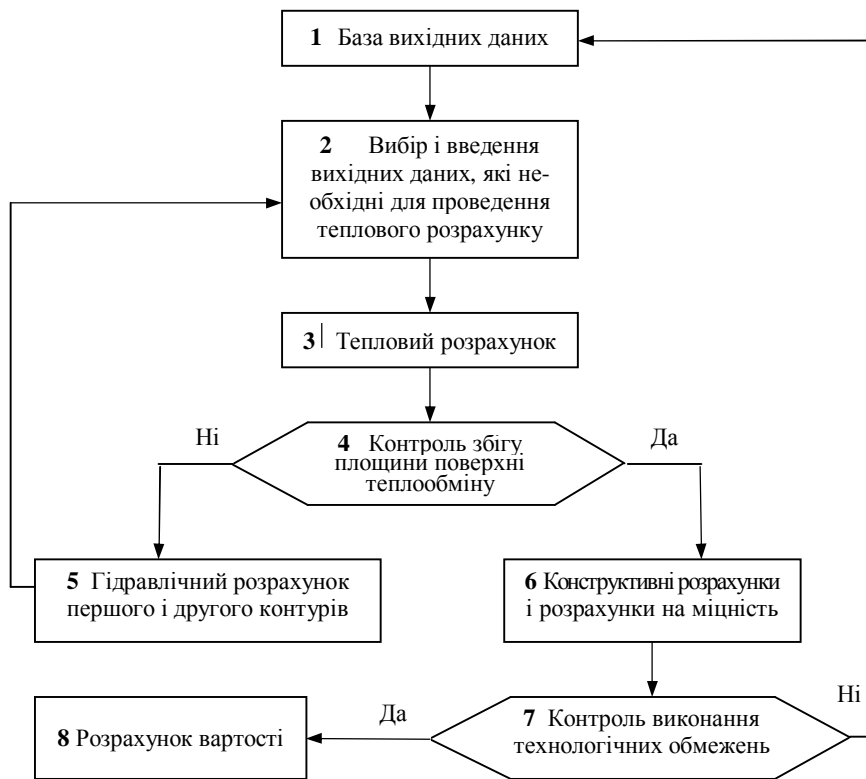 1 База вихідних даних
2 Вибір і введення
вихідних даних, які не-
обхідні для проведення
теплового розрахунку
3 Тепловий розрахунок
Ні
4 Контроль збігу
площини поверхні
теплообміну
Да
5 Гідравлічний розрахунок
першого і другого контурів
6 Конструктивні розрахунки
і розрахунки на міцність
8 Розрахунок вартості
Да
7 Контроль виконання
технологічних обмежень
Ні